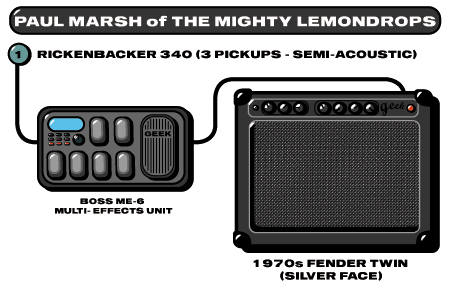 PAUL MARSH of THE MIGHTY LEMONDROPS
1 RICKENBACKER 340 (3 PICKUPS - SEMI-ACOUSTIC)
geek
GEEK
BOSS ME-6
MULTI- EFFECTS UNIT
1970s FENDER TWIN
(SILVER FACE)